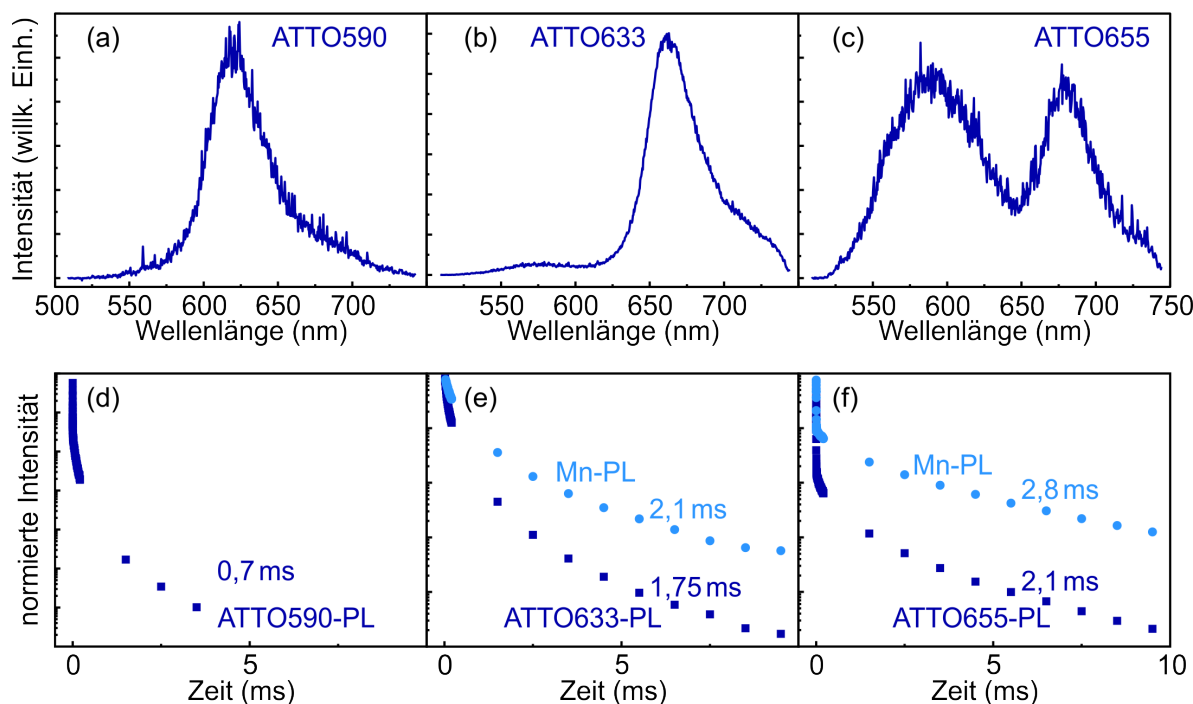 (a) ATTO590
(b) ATTO633
(c) ATTO655
Intensität (willk. Einh.)
500 550 600 650 700
550 600 650 700
550 600 650 700 750
Wellenlänge (nm)
Wellenlänge (nm)
Wellenlänge (nm)
(d)
0,7 ms
ATTO590-PL
(e)
Mn-PL
2,1 ms
1,75 ms
ATTO633-PL
(f)
Mn-PL
2,8 ms
2,1 ms
ATTO655-PL
normierte Intensität
0 5
0 5
0 5 10
Zeit (ms)
Zeit (ms)
Zeit (ms)